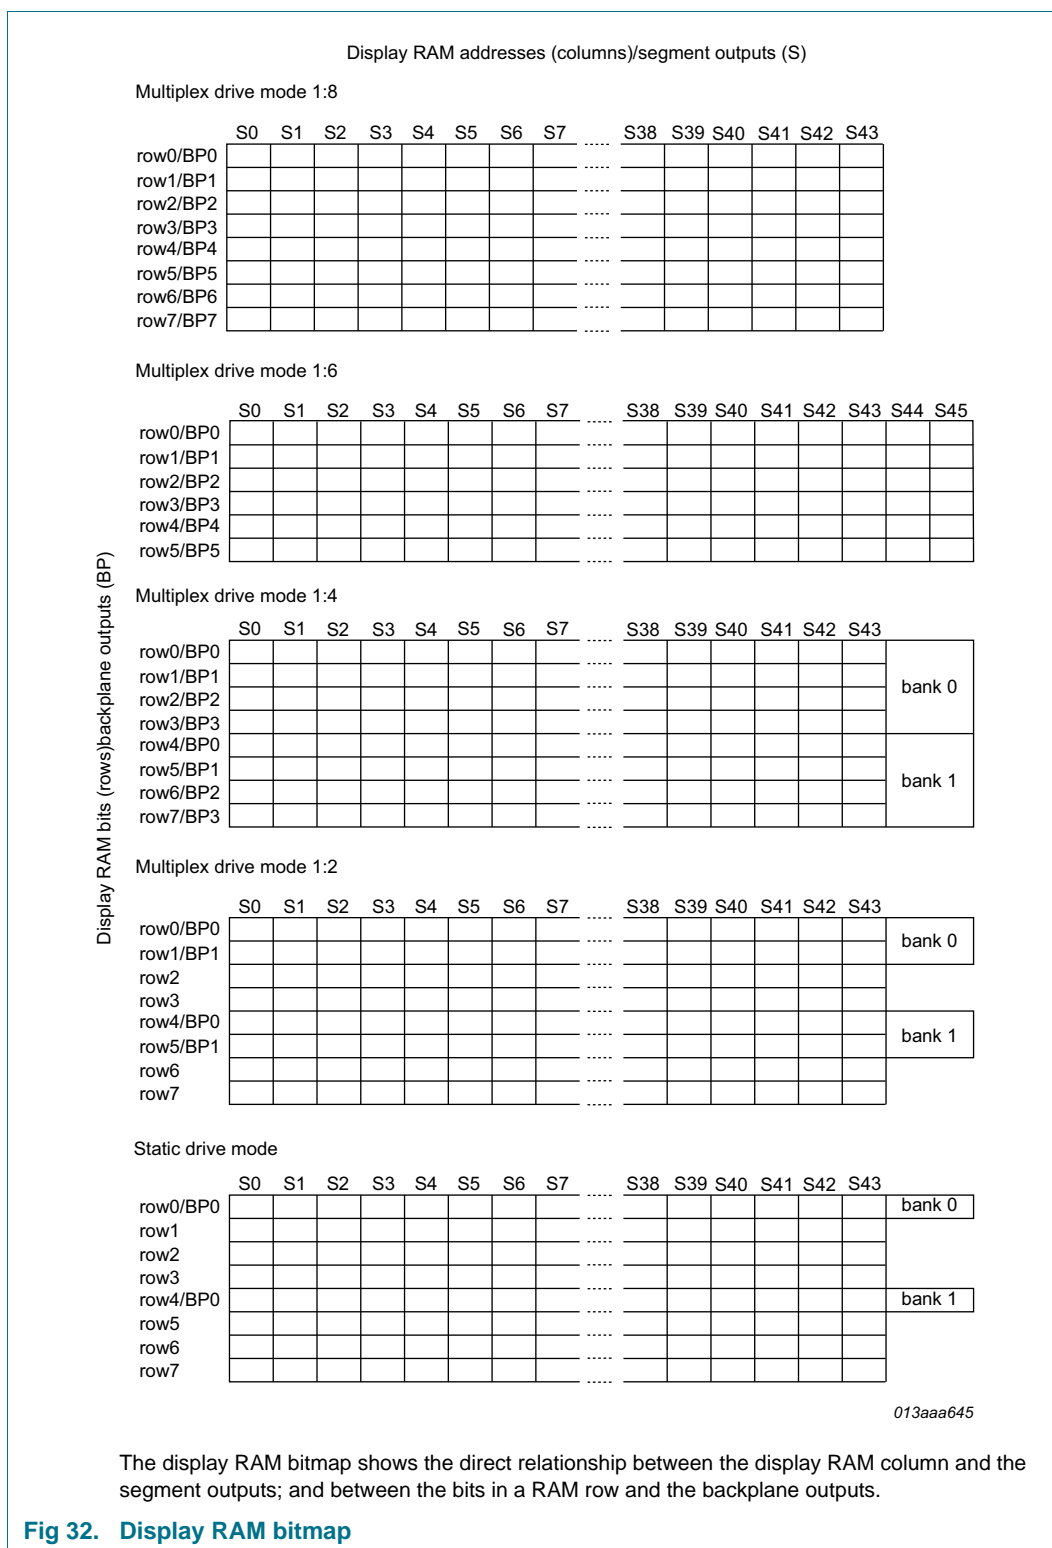 Display RAM addresses (columns)/segment outputs (S)
Multiplex drive mode 1:8
S0 S1 S2 S3 S4 S5 S6 S7 ..... S38 S39 S40 S41 S42 S43
row0/BP0
row1/BP1
row2/BP2
row3/BP3
row4/BP4
row5/BP5
row6/BP6
row7/BP7
Multiplex drive mode 1:6
S0 S1 S2 S3 S4 S5 S6 S7 ..... S38 S39 S40 S41 S42 S43 S44 S45
row0/BP0
row1/BP1
row2/BP2
row3/BP3
row4/BP4
row5/BP5
Display RAM bits (rows)backplane outputs (BP)
Multiplex drive mode 1:4
S0 S1 S2 S3 S4 S5 S6 S7 ..... S38 S39 S40 S41 S42 S43
row0/BP0
row1/BP1
bank 0
row2/BP2
row3/BP3
row4/BP0
row5/BP1
bank 1
row6/BP2
row7/BP3
Multiplex drive mode 1:2
S0 S1 S2 S3 S4 S5 S6 S7 ..... S38 S39 S40 S41 S42 S43
row0/BP0
bank 0
row1/BP1
row2
row3
row4/BP0
bank 1
row5/BP1
row6
row7
Static drive mode
S0 S1 S2 S3 S4 S5 S6 S7 ..... S38 S39 S40 S41 S42 S43
row0/BP0 bank 0
row1
row2
row3
row4/BP0 bank 1
row5
row6
row7
013aaa645
The display RAM bitmap shows the direct relationship between the display RAM column and the
segment outputs; and between the bits in a RAM row and the backplane outputs.
Fig 32. Display RAM bitmap